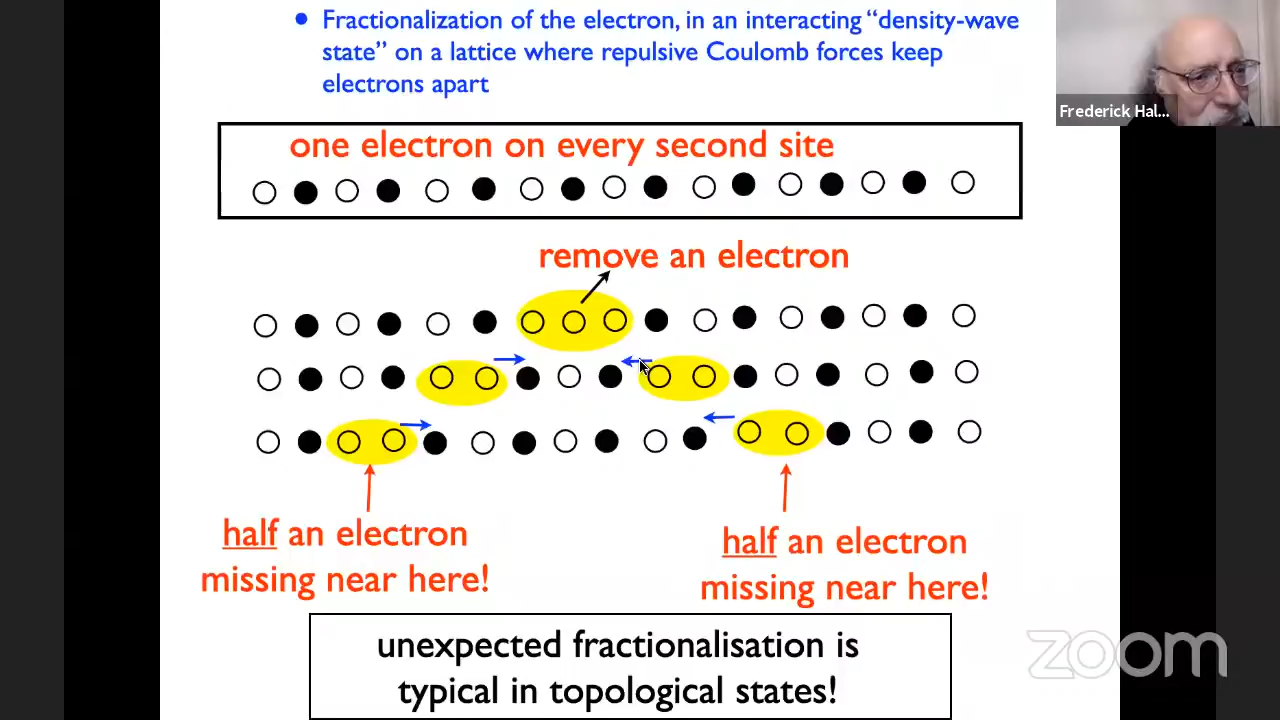 • Fractionalization of the electron, in an interacting “density-wave
state” on a lattice where repulsive Coulomb forces keep
electrons apart
Frederick Hal...
one electron on every second site
remove an electron
half an electron
missing near here!
half an electron
missing near here!
unexpected fractionalisation is
typical in topological states!
zoom